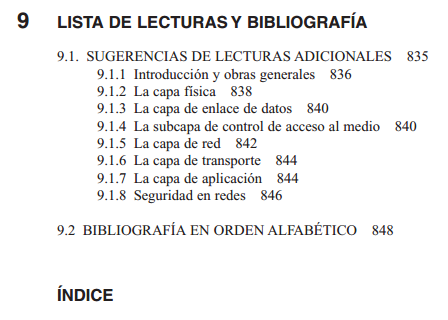 9 LISTA DE LECTURAS Y BIBLIOGRAFÍA
9.1. SUGERENCIAS DE LECTURAS ADICIONALES 835
9.1.1 Introducción y obras generales 836
9.1.2 La capa física 838
9.1.3 La capa de enlace de datos 840
9.1.4 La subcapa de control de acceso al medio 840
9.1.5 La capa de red 842
9.1.6 La capa de transporte 844
9.1.7 La capa de aplicación 844
9.1.8 Seguridad en redes 846
9.2 BIBLIOGRAFÍA EN ORDEN ALFABÉTICO 848
ÍNDICE